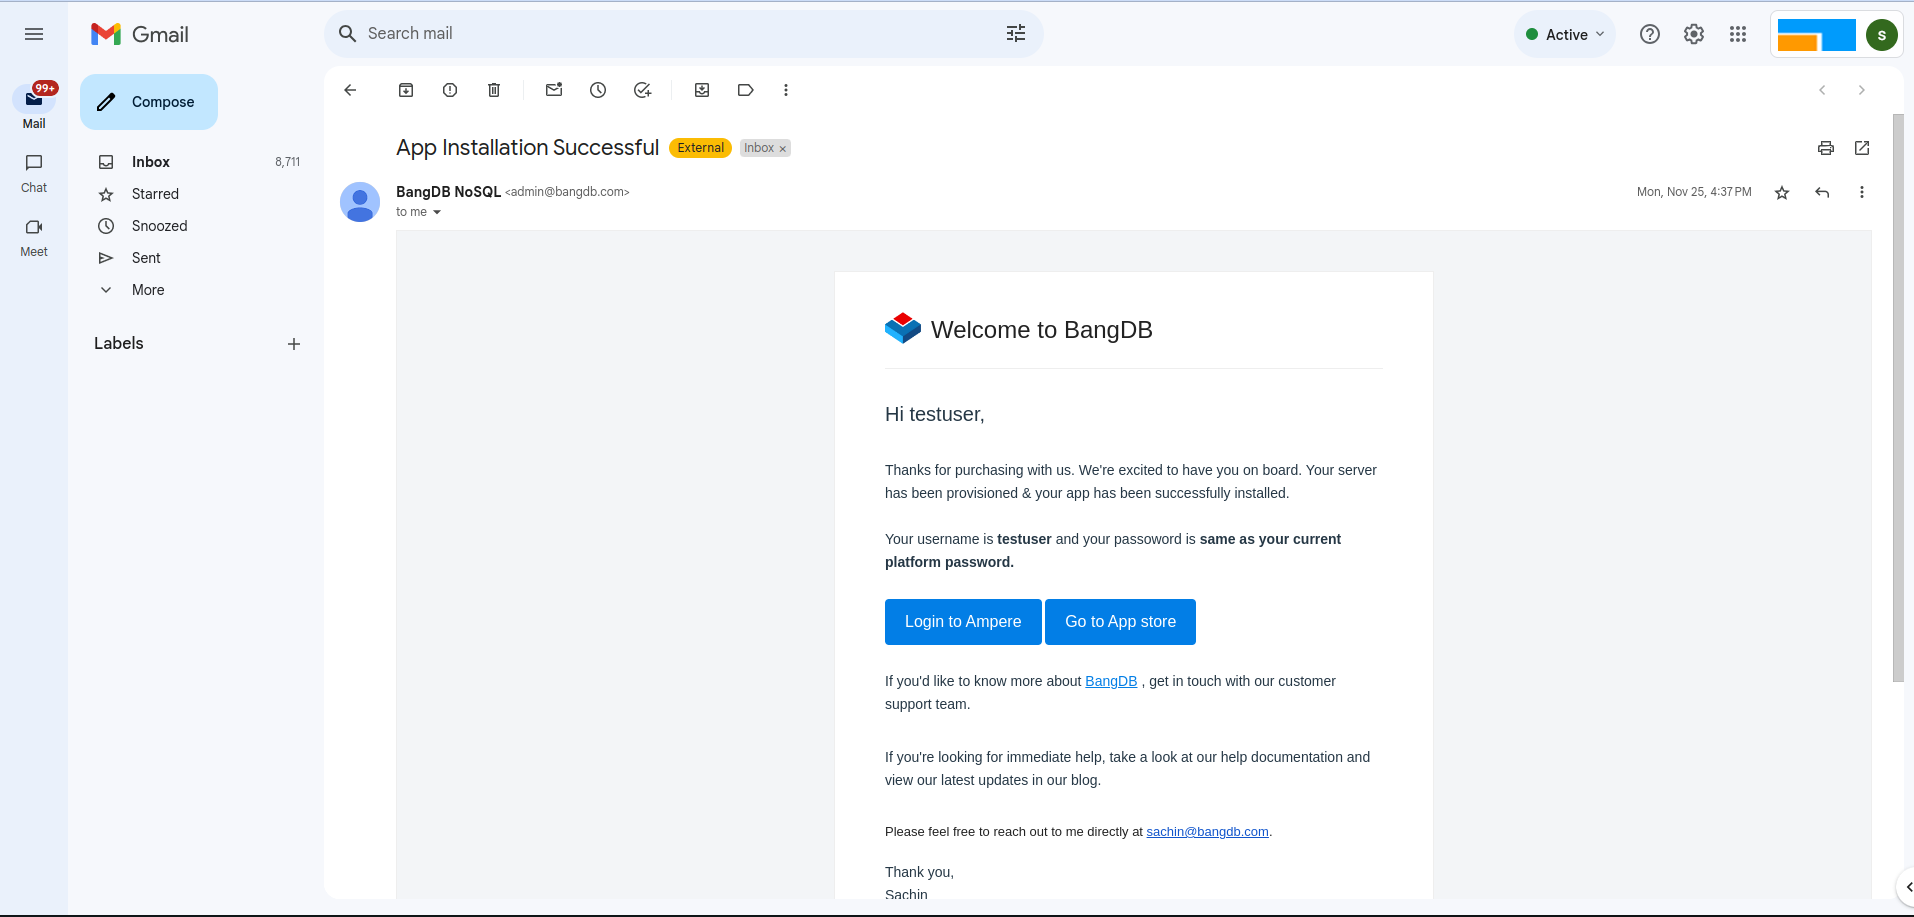 Gmail
Search mail
Active
S
99+
Mail
Chat
Meet
Compose
Inbox 8,711
Starred
Snoozed
Sent
More
Labels
App Installation Successful External Inbox ×
BangDB NoSQL <admin@bangdb.com> Mon, Nov 25, 4:37 PM
to me
Welcome to BangDB
Hi testuser,
Thanks for purchasing with us. We're excited to have you on board. Your server
has been provisioned & your app has been successfully installed.
Your username is testuser and your passoword is same as your current
platform password.
Login to Ampere Go to App store
If you'd like to know more about BangDB , get in touch with our customer
support team.
If you're looking for immediate help, take a look at our help documentation and
view our latest updates in our blog.
Please feel free to reach out to me directly at sachin@bangdb.com.
Thank you,
Sachin